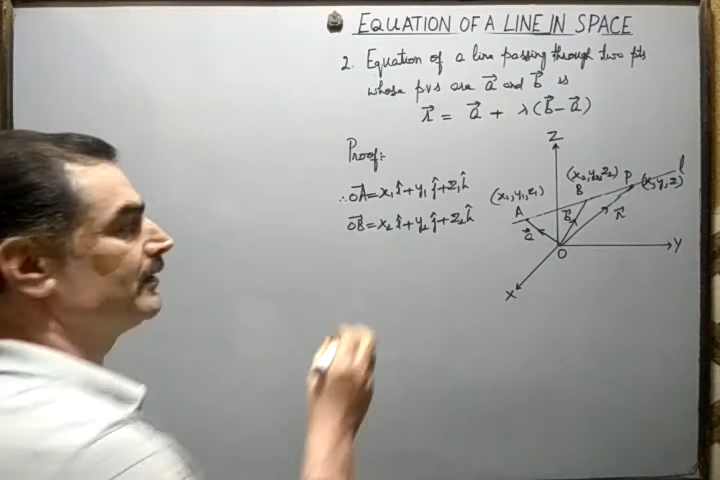 EQUATION OF A LINE IN SPACE
2. Equation of a line passing through two pts
whose pvs are a⃗ and b⃗ is
r⃗ = a⃗ + λ(b⃗ - a⃗)
Proof:
∴ OA⃗ = x₁î + y₁ĵ + z₁k̂
OB⃗ = x₂î + y₂ĵ + z₂k̂
Z
(x₁,y₁,z₁)
A
(x₂,y₂,z₂)
B
P
(x,y,z)
l
a⃗
b⃗
r⃗
O
Y
X